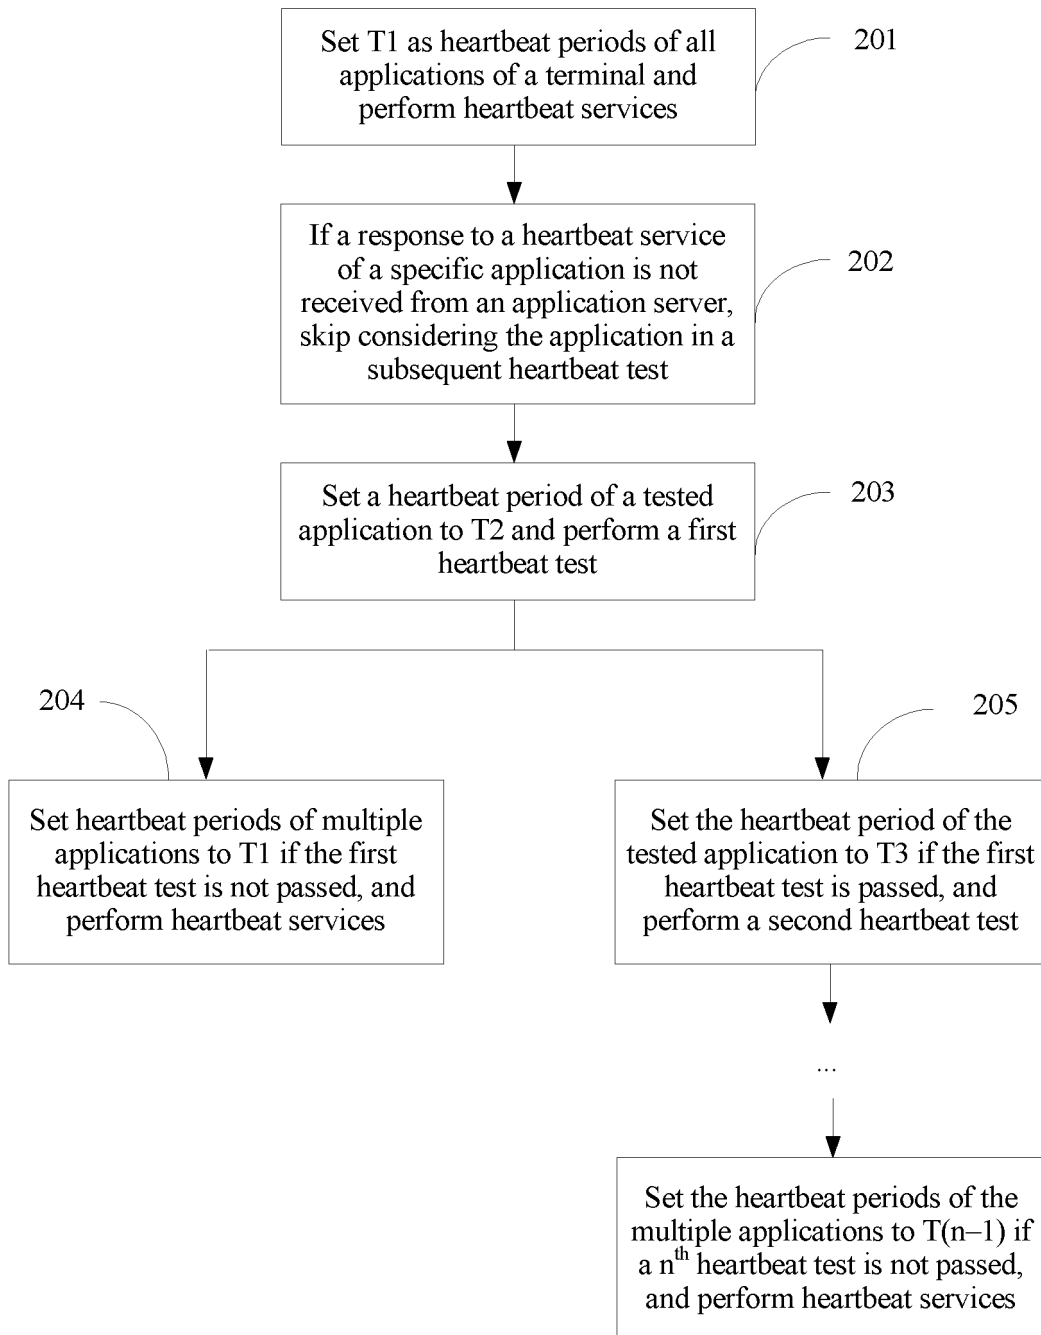 Set T1 as heartbeat periods of all
applications of a terminal and
perform heartbeat services
201
If a response to a heartbeat service
of a specific application is not
received from an application server,
skip considering the application in a
subsequent heartbeat test
202
Set a heartbeat period of a tested
application to T2 and perform a first
heartbeat test
203
204
Set heartbeat periods of multiple
applications to T1 if the first
heartbeat test is not passed, and
perform heartbeat services
205
Set the heartbeat period of the
tested application to T3 if the first
heartbeat test is passed, and
perform a second heartbeat test
...
Set the heartbeat periods of the
multiple applications to T(n–1) if
a nth heartbeat test is not passed,
and perform heartbeat services